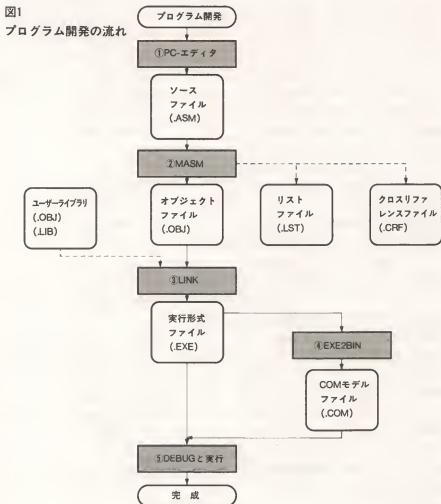 図1
プログラム開発の流れ
プログラム開発
①PC-エディタ
ソース
ファイル
(.ASM)
②MASM
ユーザーライブラリ
(.OBJ)
(.LIB)
オブジェクト
ファイル
(.OBJ)
リスト
ファイル
(.LST)
クロスリファ
レンスファイル
(.CRF)
③LINK
実行形式
ファイル
(.EXE)
④EXE2BIN
COMモデル
ファイル
(.COM)
⑤DEBUGと実行
完 成